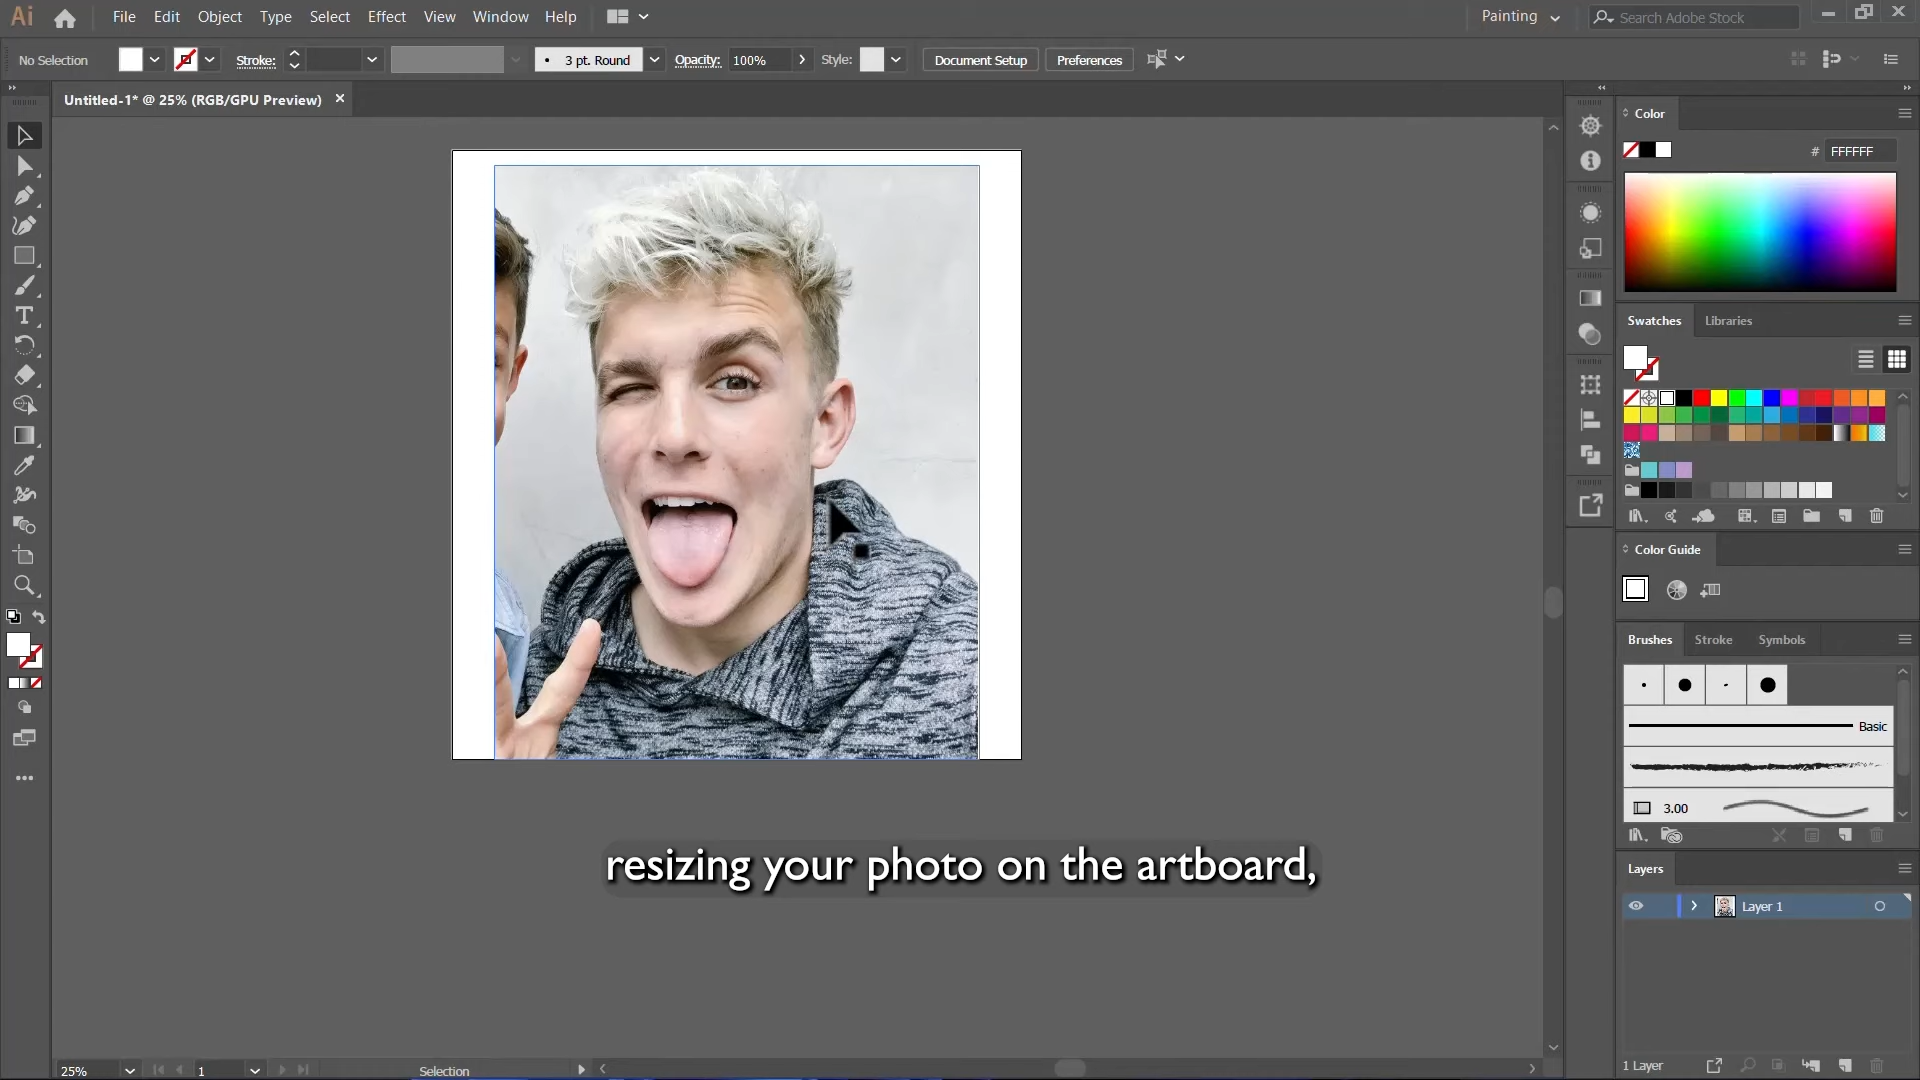 Ai File Edit Object Type Select Effect View Window Help Painting Search Adobe Stock
No Selection Stroke: 3 pt. Round Opacity: 100% Style: Document Setup Preferences
Untitled-1* @ 25% (RGB/GPU Preview)
Color
# FFFFFF
Swatches Libraries
Color Guide
Brushes Stroke Symbols
Basic
3.00
resizing your photo on the artboard,
Layers
Layer 1
1 Layer
25% 1 Selection